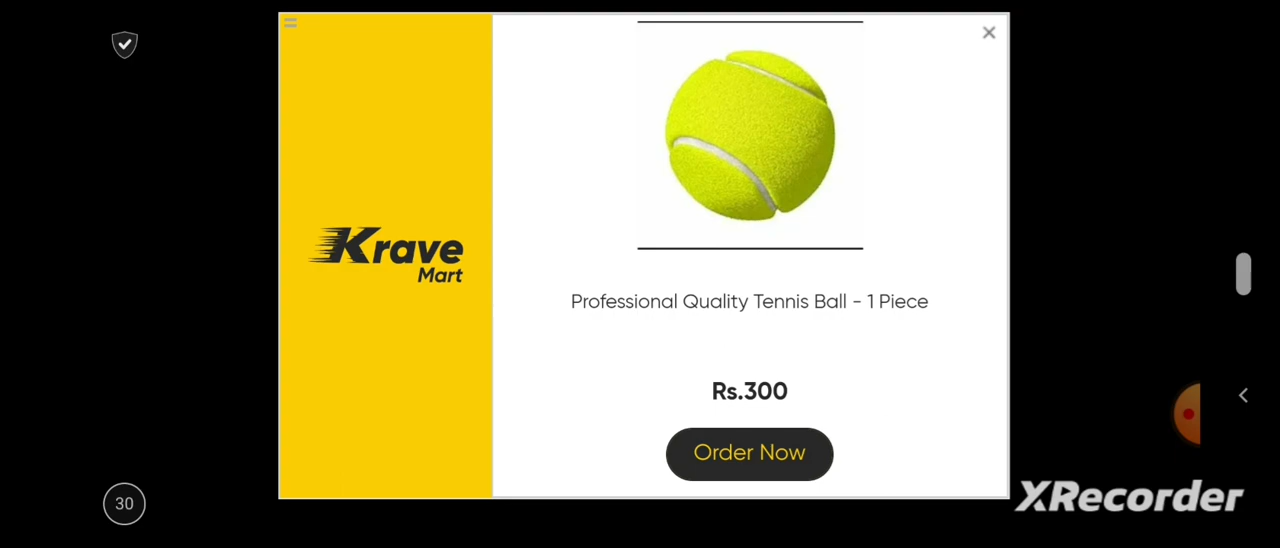 Krave
Mart
Professional Quality Tennis Ball - 1 Piece
Rs.300
Order Now
30
XRecorder